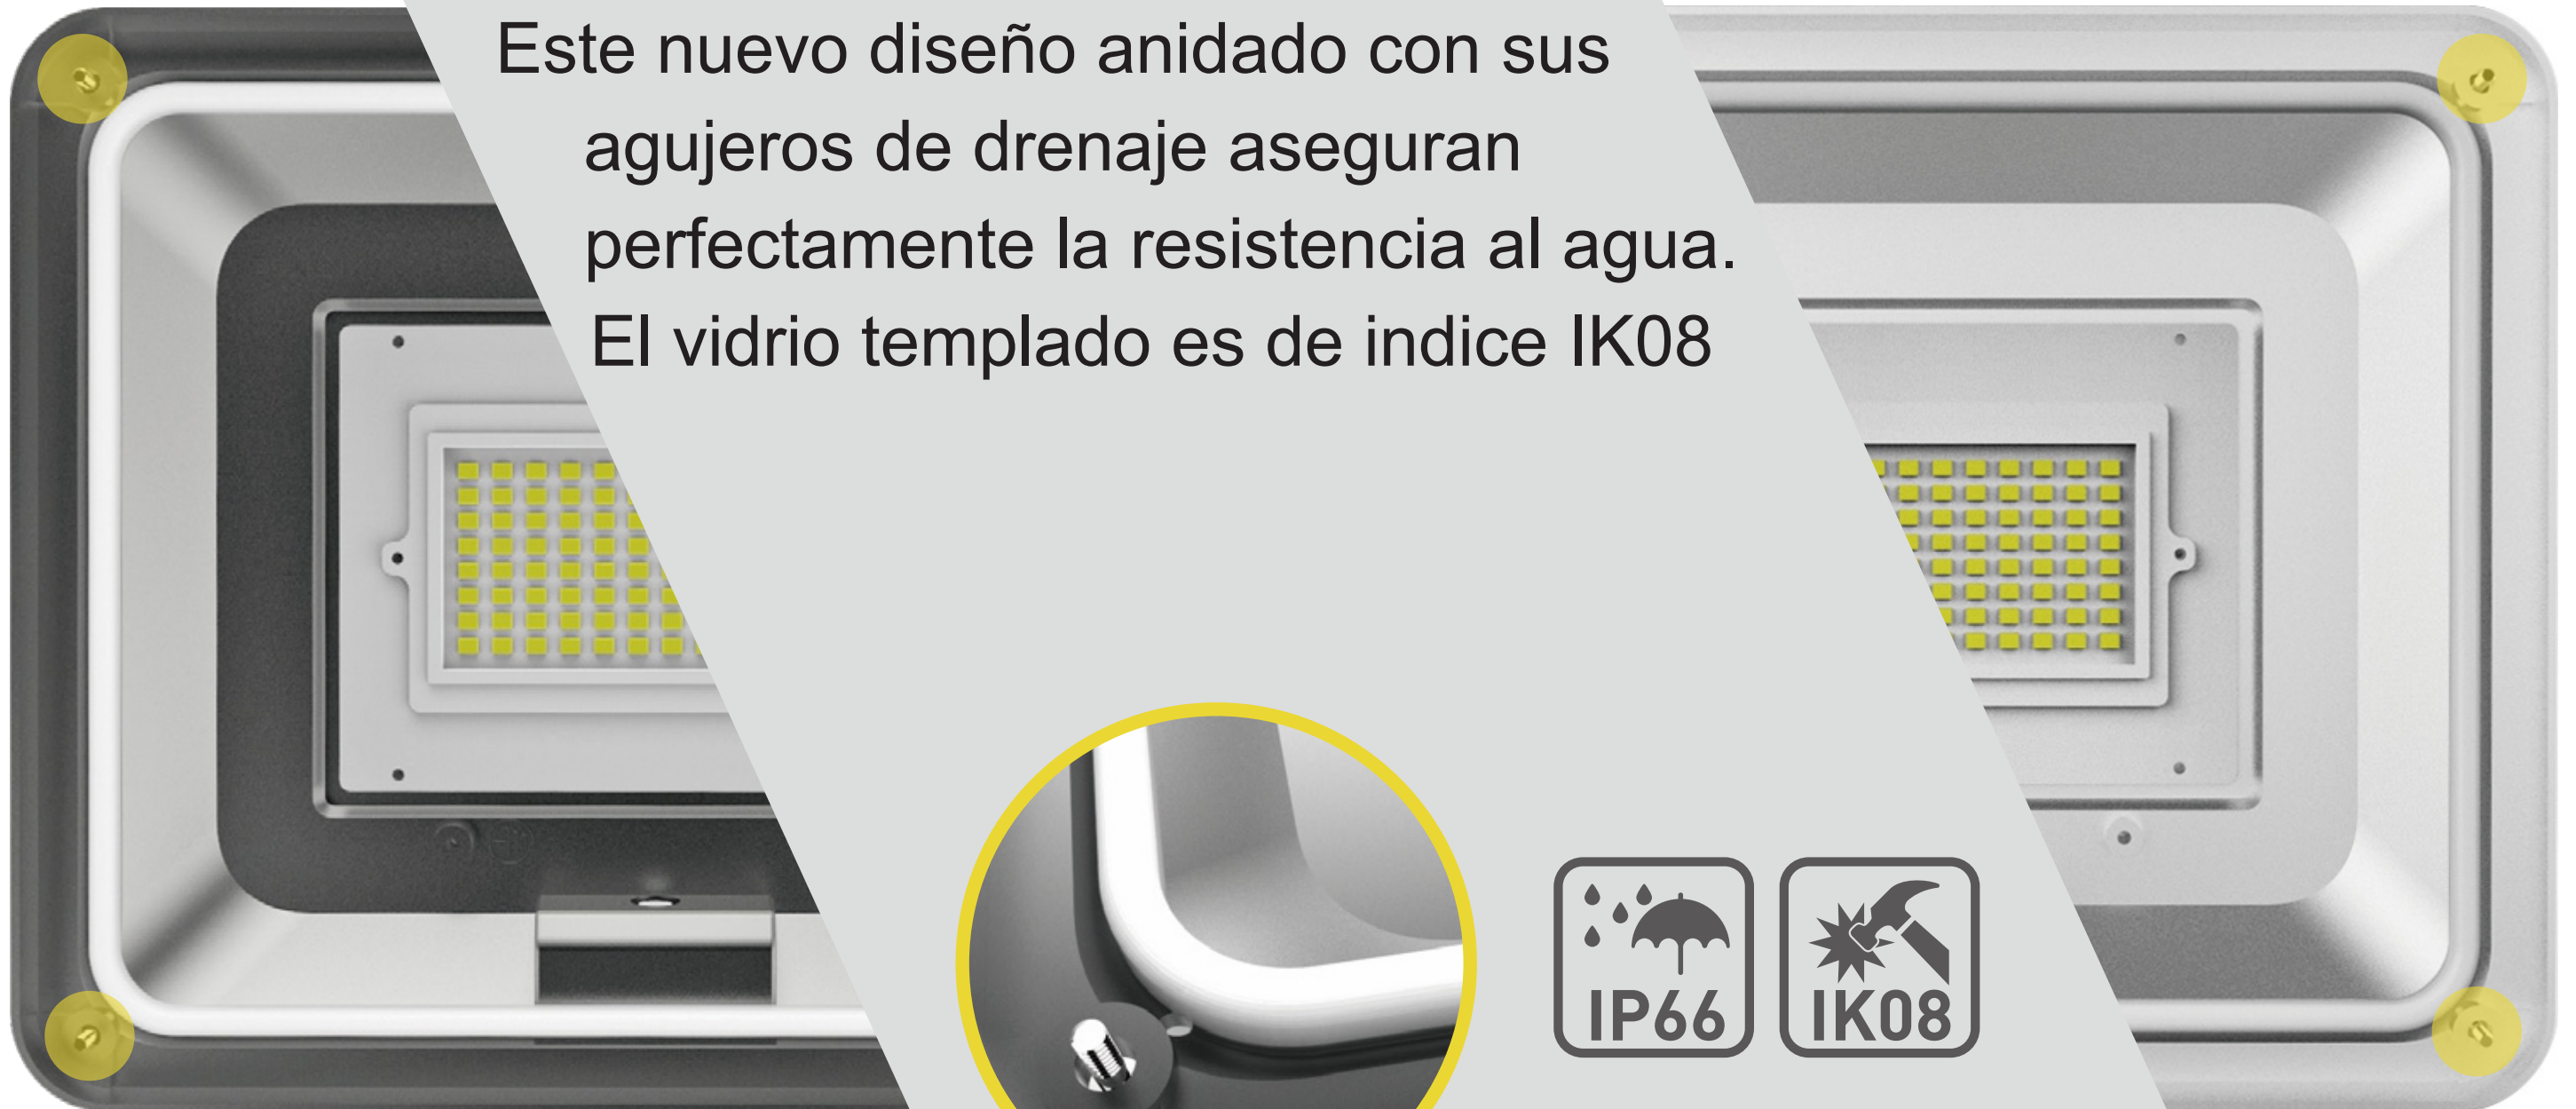 Este nuevo diseño anidado con sus
agujeros de drenaje aseguran
perfectamente la resistencia al agua.
El vidrio templado es de indice IK08
IP66
IK08